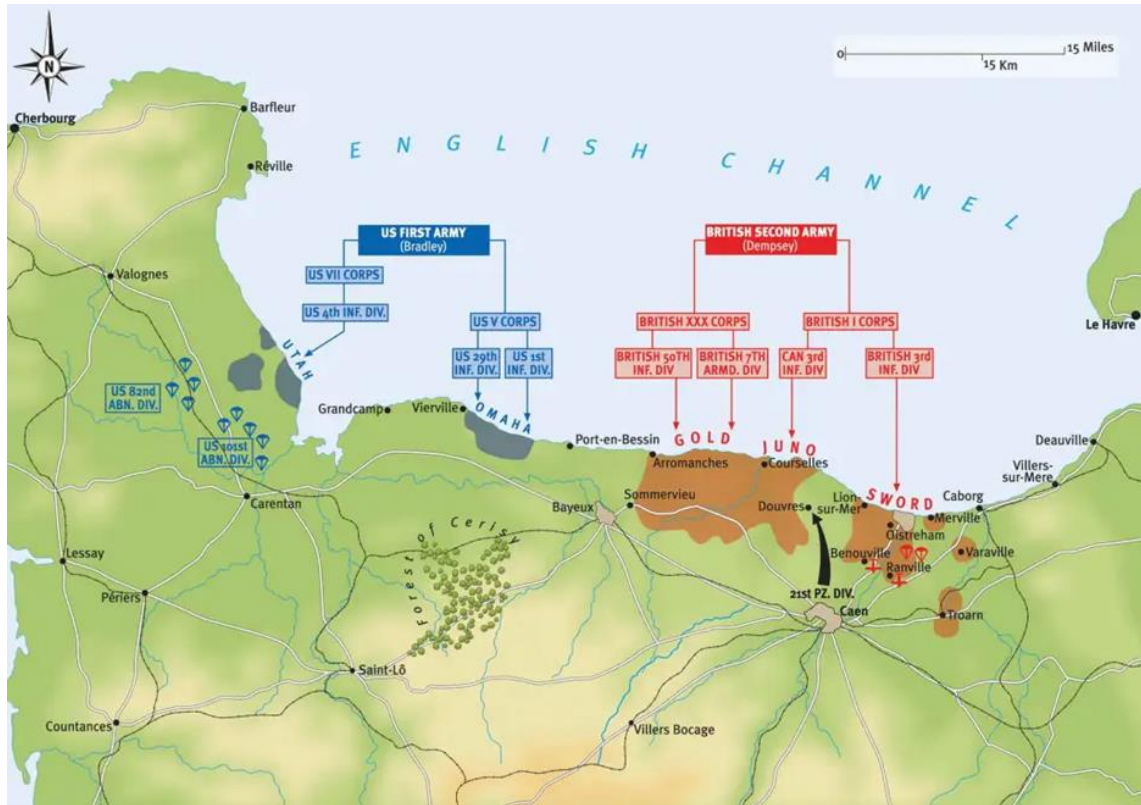 N
0
15 Miles
15 Km
Cherbourg
Barfleur
Réville
ENGLISH CHANNEL
US FIRST ARMY
(Bradley)
BRITISH SECOND ARMY
(Dempsey)
US VII CORPS
Valognes
US 4th INF. DIV.
US V CORPS
BRITISH XXX CORPS
BRITISH I CORPS
Le Havre
UTAH
US 29th
INF. DIV.
US 1st
INF. DIV.
BRITISH 50TH
INF. DIV
BRITISH 7TH
ARMD. DIV
CAN 3rd
INF. DIV
BRITISH 3rd
INF. DIV
US 82nd
ABN. DIV.
Grandcamp
Vierville
OMAHA
US 101st
ABN. DIV.
Port-en-Bessin
GOLD
JUNO
Deauville
Arromanches
Courselles
Villers-
sur-Mere
Carentan
Sommervieu
Bayeux
Douvres
Lion-
sur-Mer
SWORD
Caborg
Merville
Oistreham
Forest of Cerisy
Benouville
Varaville
Ranville
Lessay
21st PZ. DIV.
Caen
Périers
Troarn
Saint-Lô
Countances
Villers Bocage